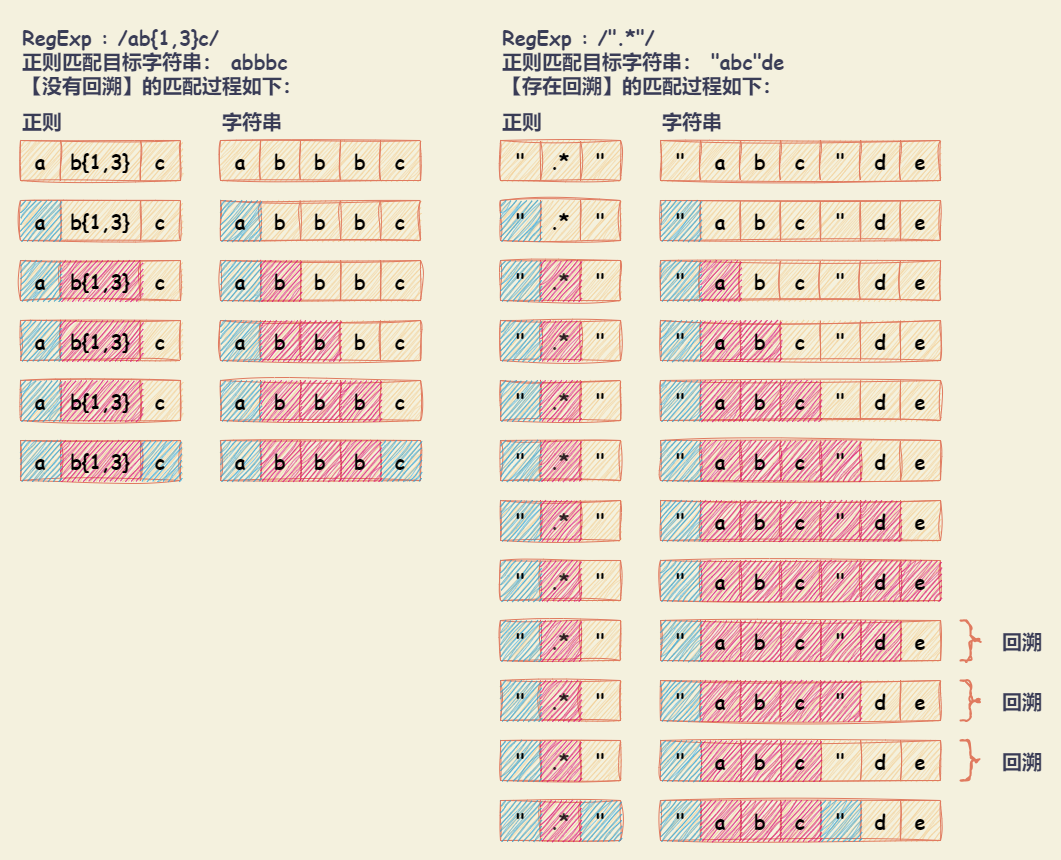 RegExp : /ab{1,3}c/
正则匹配目标字符串： abbbc
【没有回溯】的匹配过程如下：
正则 字符串
a b{1,3} c a b b b c
a b{1,3} c a b b b c
a b{1,3} c a b b b c
a b{1,3} c a b b b c
a b{1,3} c a b b b c
a b{1,3} c a b b b c
RegExp : /".*"/
正则匹配目标字符串： "abc"de
【存在回溯】的匹配过程如下：
正则 字符串
" .* " " a b c " d e
" .* " " a b c " d e
" .* " " a b c " d e
" .* " " a b c " d e
" .* " " a b c " d e
" .* " " a b c " d e
" .* " " a b c " d e
" .* " " a b c " d e
" .* " " a b c " d e 回溯
" .* " " a b c " d e 回溯
" .* " " a b c " d e 回溯
" .* " " a b c " d e